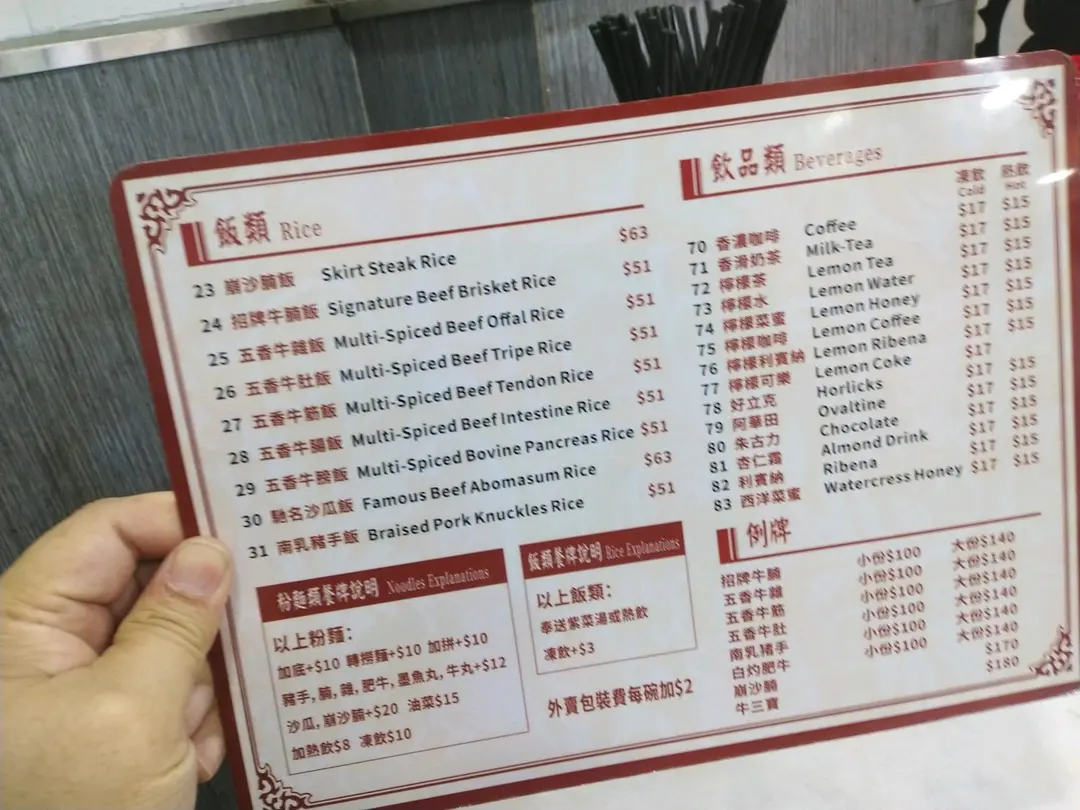 飯類 Rice
23 崩沙腩飯 Skirt Steak Rice $63
24 招牌牛腩飯 Signature Beef Brisket Rice $51
25 五香牛雜飯 Multi-Spiced Beef Offal Rice $51
26 五香牛肚飯 Multi-Spiced Beef Tripe Rice $51
27 五香牛筋飯 Multi-Spiced Beef Tendon Rice $51
28 五香牛腸飯 Multi-Spiced Beef Intestine Rice $51
29 五香牛膀飯 Multi-Spiced Bovine Pancreas Rice $51
30 馳名沙瓜飯 Famous Beef Abomasum Rice $63
31 南乳豬手飯 Braised Pork Knuckles Rice $51
粉麵類餐牌說明 Noodles Explanations
以上粉麵：
加底+$10 轉撈麵+$10 加拼+$10
豬手, 腩, 雜, 肥牛, 墨魚丸, 牛丸+$12
沙瓜, 崩沙腩+$20 油菜$15
加熱飲$8 凍飲$10
飯類餐牌說明 Rice Explanations
以上飯類：
奉送紫菜湯或熱飲
凍飲+$3
外賣包裝費每碗加$2
飲品類 Beverages
凍飲 熱飲
Cold Hot
70 香濃咖啡 Coffee $17 $15
71 香滑奶茶 Milk-Tea $17 $15
72 檸檬茶 Lemon Tea $17 $15
73 檸檬水 Lemon Water $17 $15
74 檸檬菜蜜 Lemon Honey $17 $15
75 檸檬咖啡 Lemon Coffee $17 $15
76 檸檬利賓納 Lemon Ribena $17 $15
77 檸檬可樂 Lemon Coke $17
78 好立克 Horlicks $17 $15
79 阿華田 Ovaltine $17 $15
80 朱古力 Chocolate $17 $15
81 杏仁霜 Almond Drink $17 $15
82 利賓納 Ribena $17 $15
83 西洋菜蜜 Watercress Honey $17 $15
例牌
招牌牛腩 小份$100 大份$140
五香牛雜 小份$100 大份$140
五香牛筋 小份$100 大份$140
五香牛肚 小份$100 大份$140
南乳豬手 小份$100 大份$140
白灼肥牛 小份$100 大份$140
崩沙腩 $170
牛三寶 $180